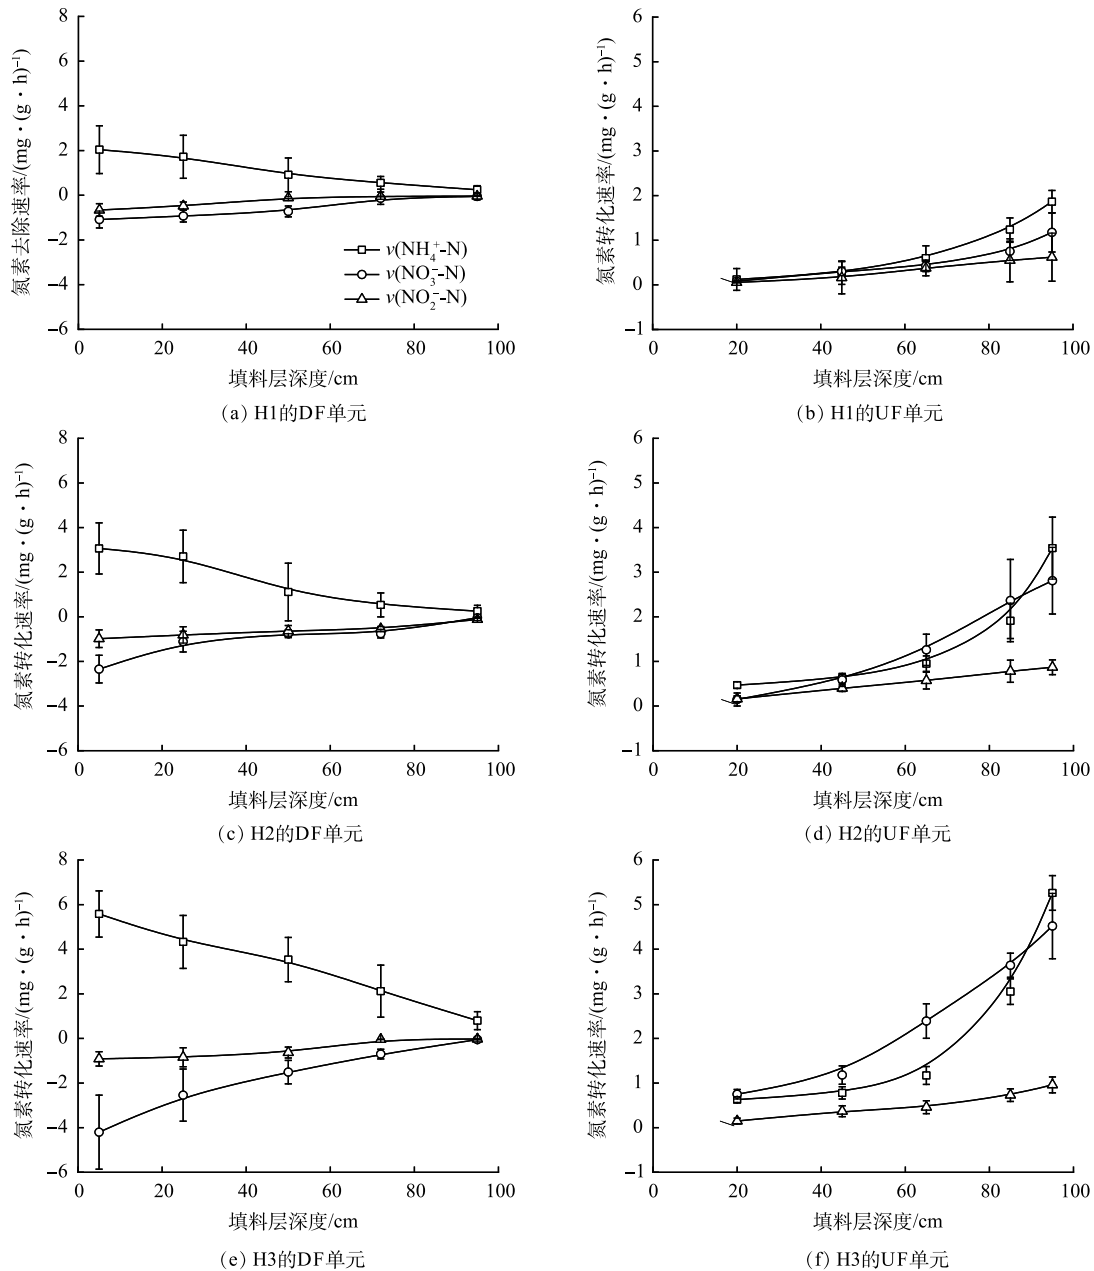 氮素去除速率/(mg·(g·h)⁻¹)
8
6
4
2
0
−2
−4
−6
v(NH₄⁺-N)
v(NO₃⁻-N)
v(NO₂⁻-N)
0 20 40 60 80 100
填料层深度/cm
(a) H1的DF单元
氮素转化速率/(mg·(g·h)⁻¹)
6
5
4
3
2
1
0
−1
0 20 40 60 80 100
填料层深度/cm
(b) H1的UF单元
氮素转化速率/(mg·(g·h)⁻¹)
8
6
4
2
0
−2
−4
−6
0 20 40 60 80 100
填料层深度/cm
(c) H2的DF单元
氮素转化速率/(mg·(g·h)⁻¹)
6
5
4
3
2
1
0
−1
0 20 40 60 80 100
填料层深度/cm
(d) H2的UF单元
氮素转化速率/(mg·(g·h)⁻¹)
8
6
4
2
0
−2
−4
−6
0 20 40 60 80 100
填料层深度/cm
(e) H3的DF单元
氮素转化速率/(mg·(g·h)⁻¹)
6
5
4
3
2
1
0
−1
0 20 40 60 80 100
填料层深度/cm
(f) H3的UF单元